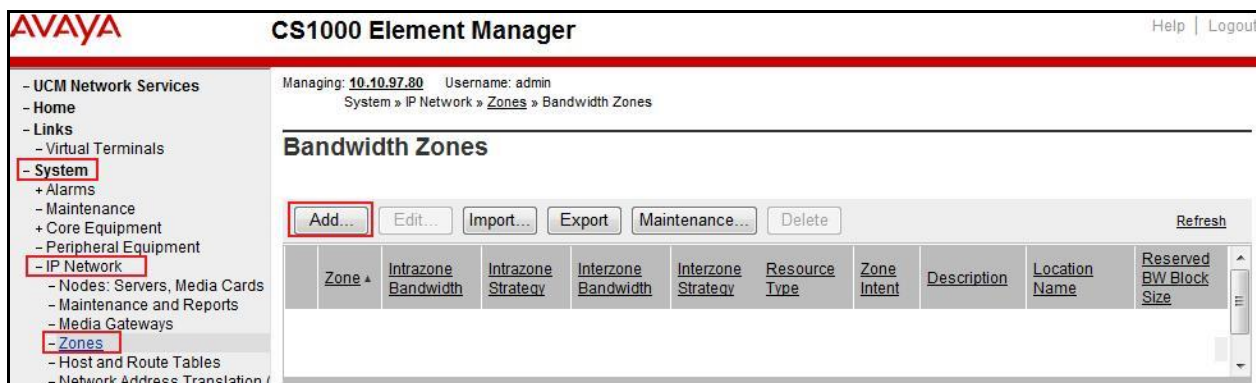 AVAYA
CS1000 Element Manager
Help | Logout
- UCM Network Services
- Home
- Links
- Virtual Terminals
- System
+ Alarms
- Maintenance
+ Core Equipment
- Peripheral Equipment
- IP Network
- Nodes: Servers, Media Cards
- Maintenance and Reports
- Media Gateways
- Zones
- Host and Route Tables
- Network Address Translation (
Managing: 10.10.97.80 Username: admin
System » IP Network » Zones » Bandwidth Zones
Bandwidth Zones
Add... Edit... Import... Export Maintenance... Delete Refresh
Zone
Intrazone Bandwidth
Intrazone Strategy
Interzone Bandwidth
Interzone Strategy
Resource Type
Zone Intent
Description
Location Name
Reserved BW Block Size